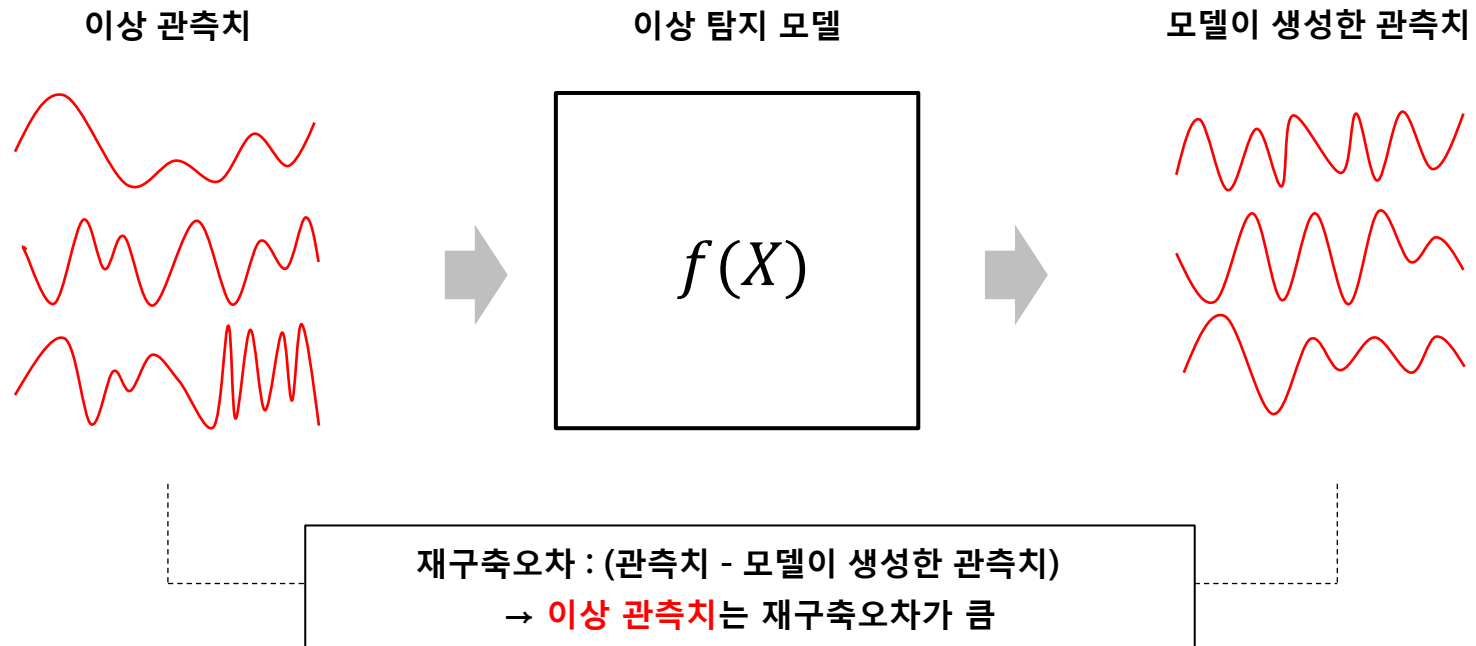 이상 관측치
이상 탐지 모델
모델이 생성한 관측치
f(X)
재구축오차 : (관측치 - 모델이 생성한 관측치)
→ 이상 관측치는 재구축오차가 큼